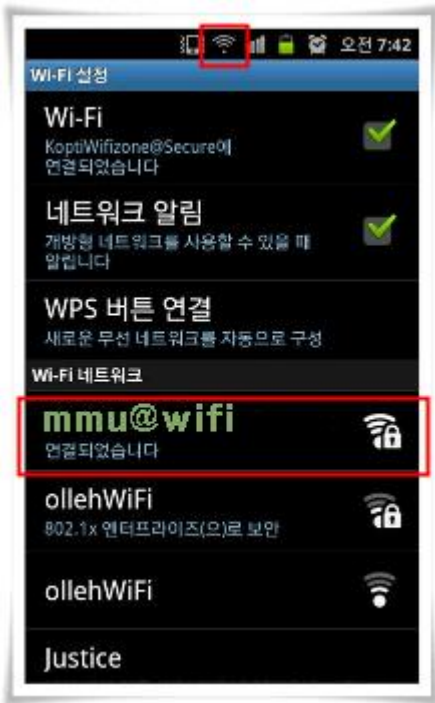 오전 7:42
Wi-Fi 설정
Wi-Fi
KoptiWifizone@Secure에
연결되었습니다
네트워크 알림
개방형 네트워크를 사용할 수 있을 때
알립니다
WPS 버튼 연결
새로운 무선 네트워크를 자동으로 구성
Wi-Fi 네트워크
mmu@wifi
연결되었습니다
ollehWiFi
802.1x 엔터프라이즈(으)로 보안
ollehWiFi
Justice